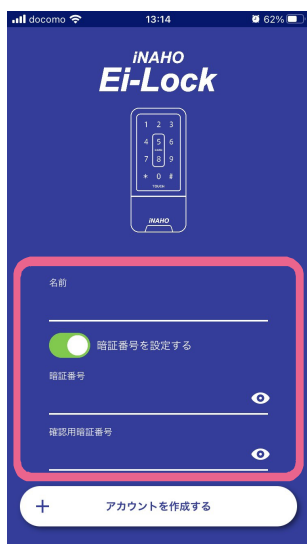 docomo 13:14 62%
iNAHO
Ei-Lock
1 2 3
4 5 6
7 8 9
* 0 #
TOUCH
iNAHO
名前
暗証番号を設定する
暗証番号
確認用暗証番号
+ アカウントを作成する